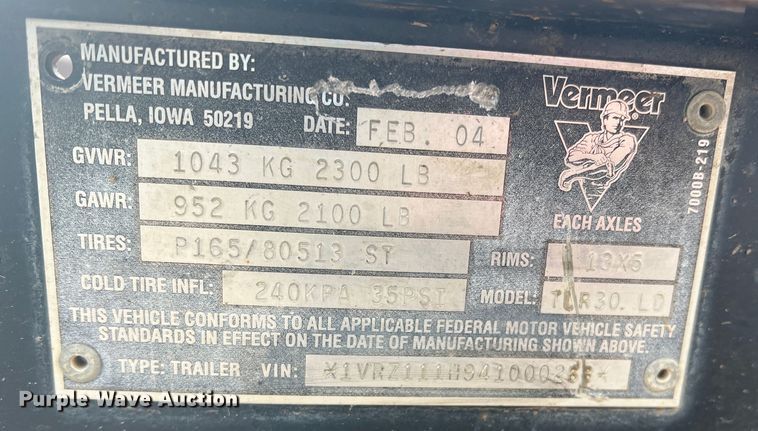 MANUFACTURED BY:
VERMEER MANUFACTURING CO.
PELLA, IOWA 50219 DATE: FEB. 04
Vermeer
®
GVWR: 1043 KG 2300 LB
GAWR: 952 KG 2100 LB
EACH AXLES
7000B-219
TIRES: P165/80513 ST RIMS: 13X5
COLD TIRE INFL: 240KPA 35PSI MODEL: LD
THIS VEHICLE CONFORMS TO ALL APPLICABLE FEDERAL MOTOR VEHICLE SAFETY
STANDARDS IN EFFECT ON THE DATE OF MANUFACTURING SHOWN ABOVE.
TYPE: TRAILER VIN:
Purple Wave Auction